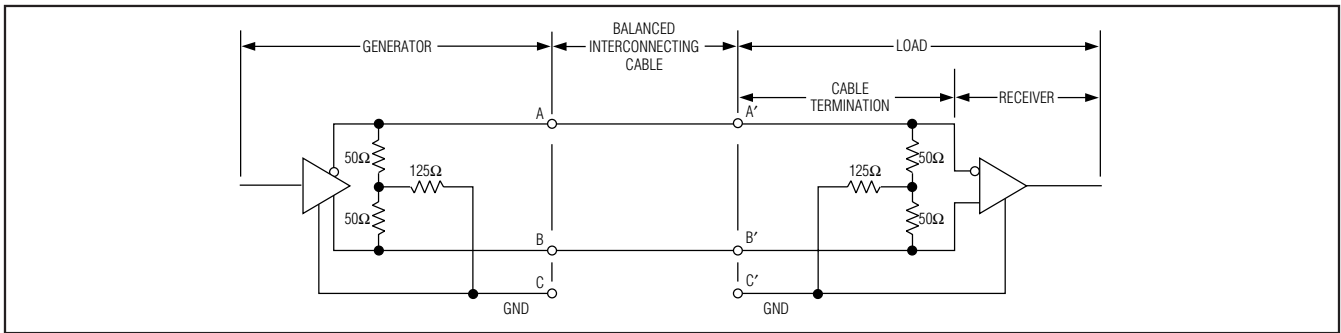 GENERATOR
BALANCED
INTERCONNECTING
CABLE
LOAD
CABLE
TERMINATION
RECEIVER
A
A′
50Ω
125Ω
50Ω
125Ω
50Ω
50Ω
B
B′
C
C′
GND
GND